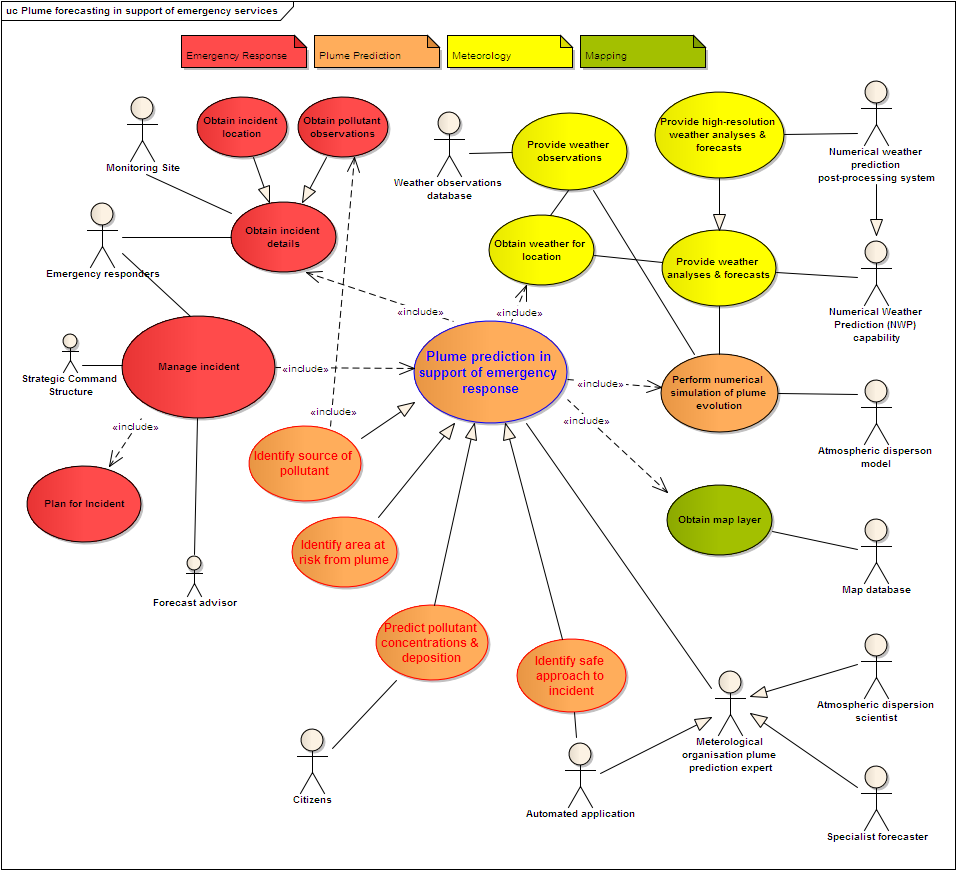 uc Plume forecasting in support of emergency services
Emergency Response
Plume Prediction
Meteorology
Mapping
Monitoring Site
Obtain incident
location
Obtain pollutant
observations
Weather observations
database
Provide weather
observations
Provide high-resolution
weather analyses &
forecasts
Numerical weather
prediction
post-processing system
Emergency responders
Obtain incident
details
Obtain weather for
location
Provide weather
analyses & forecasts
Numerical Weather
Prediction (NWP)
capability
«include»
«include»
Strategic Command
Structure
Manage incident
«include»
Plume prediction in
support of emergency
response
«include»
Perform numerical
simulation of plume
evolution
Atmospheric disperson
model
«include»
«include»
«include»
Plan for Incident
Identify source of
pollutant
Obtain map layer
Map database
Identify area at
risk from plume
Forecast advisor
Predict pollutant
concentrations &
deposition
Identify safe
approach to
incident
Atmospheric dispersion
scientist
Meterological
organisation plume
prediction expert
Citizens
Automated application
Specialist forecaster